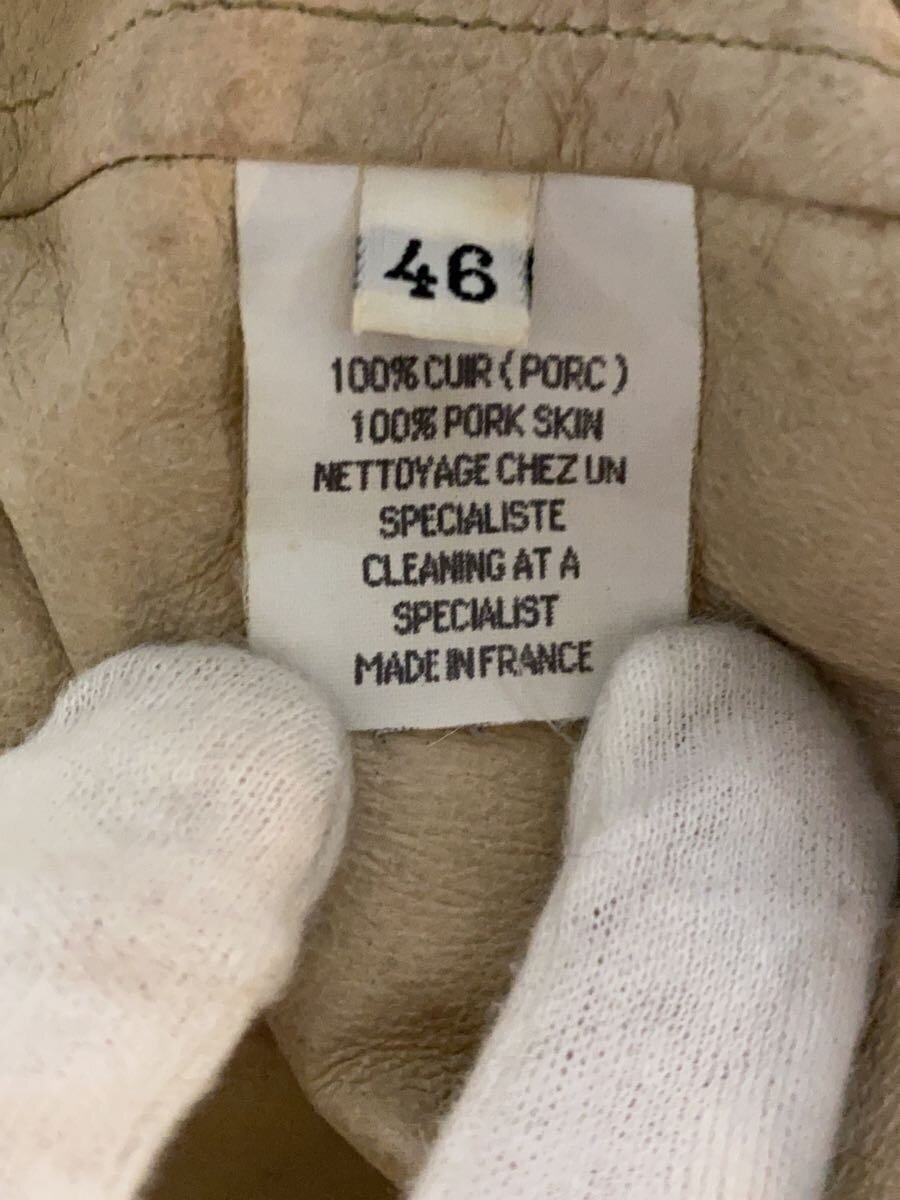 46
100% CUIR (PORC)
100% PORK SKIN
NETTOYAGE CHEZ UN
SPECIALISTE
CLEANING AT A
SPECIALIST
MADE IN FRANCE